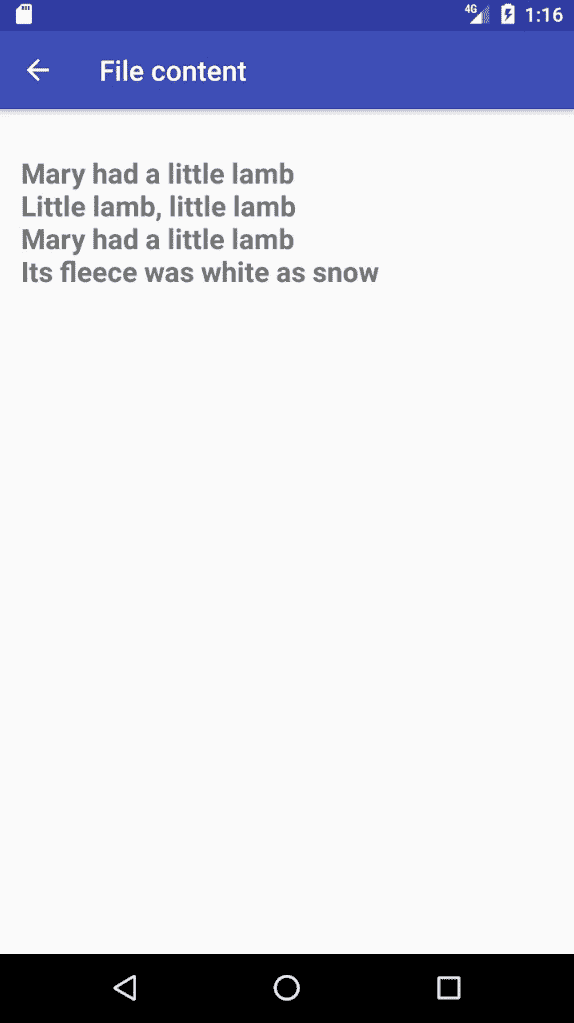 4G 1:16
File content
Mary had a little lamb
Little lamb, little lamb
Mary had a little lamb
Its fleece was white as snow